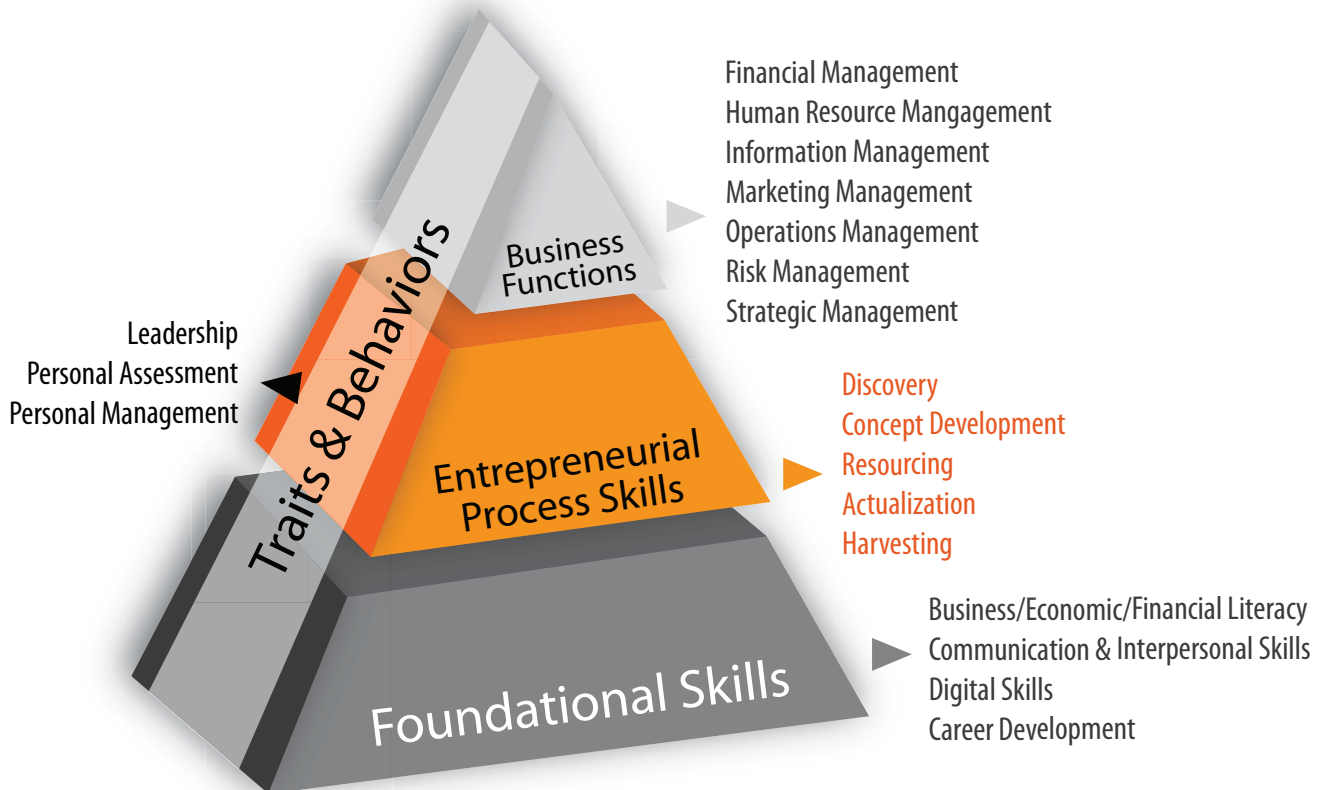 Financial Management
Human Resource Mangagement
Information Management
Marketing Management
Operations Management
Risk Management
Strategic Management
Business
Functions
Leadership
Personal Assessment
Personal Management
Traits & Behaviors
Discovery
Concept Development
Resourcing
Actualization
Harvesting
Entrepreneurial
Process Skills
Business/Economic/Financial Literacy
Communication & Interpersonal Skills
Digital Skills
Career Development
Foundational Skills